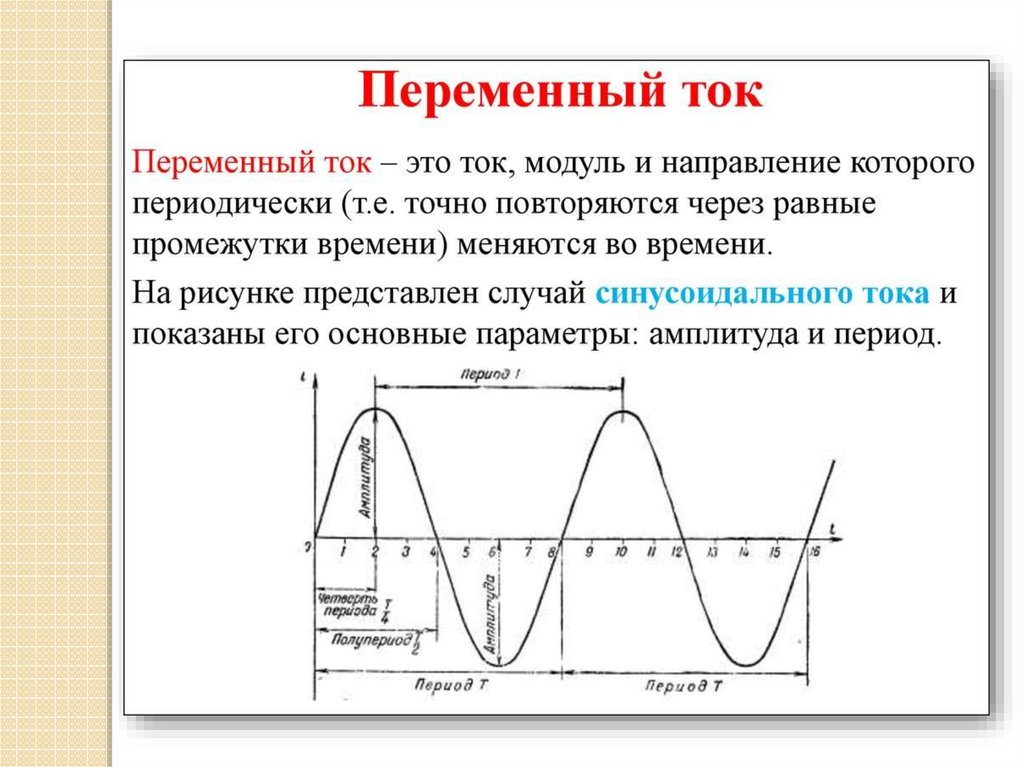 Переменный ток
Переменный ток – это ток, модуль и направление которого
периодически (т.е. точно повторяются через равные
промежутки времени) меняются во времени.
На рисунке представлен случай синусоидального тока и
показаны его основные параметры: амплитуда и период.
i
Период T
Амплитуда
t
0 1 2 3 4 5 6 7 8 9 10 11 12 13 14 15 16
Четверть
периода T/4
Амплитуда
Полупериод T/2
Период T
Период T